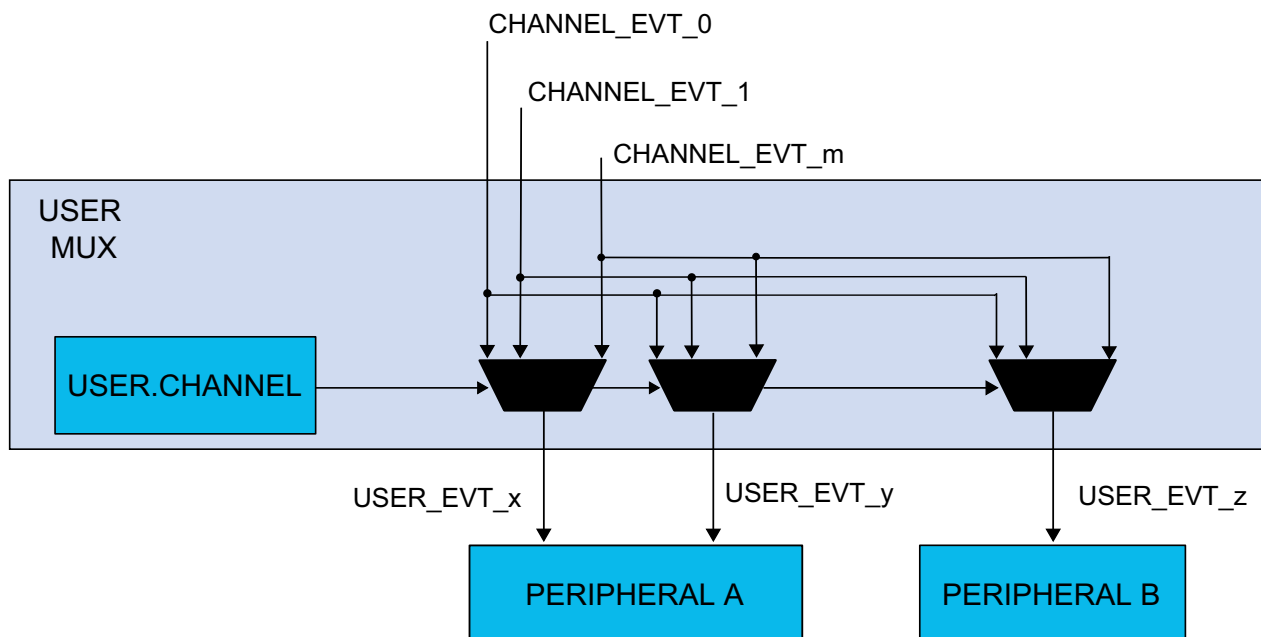 CHANNEL_EVT_0
CHANNEL_EVT_1
CHANNEL_EVT_m
USER
MUX
USER.CHANNEL
USER_EVT_x
USER_EVT_y
USER_EVT_z
PERIPHERAL A
PERIPHERAL B